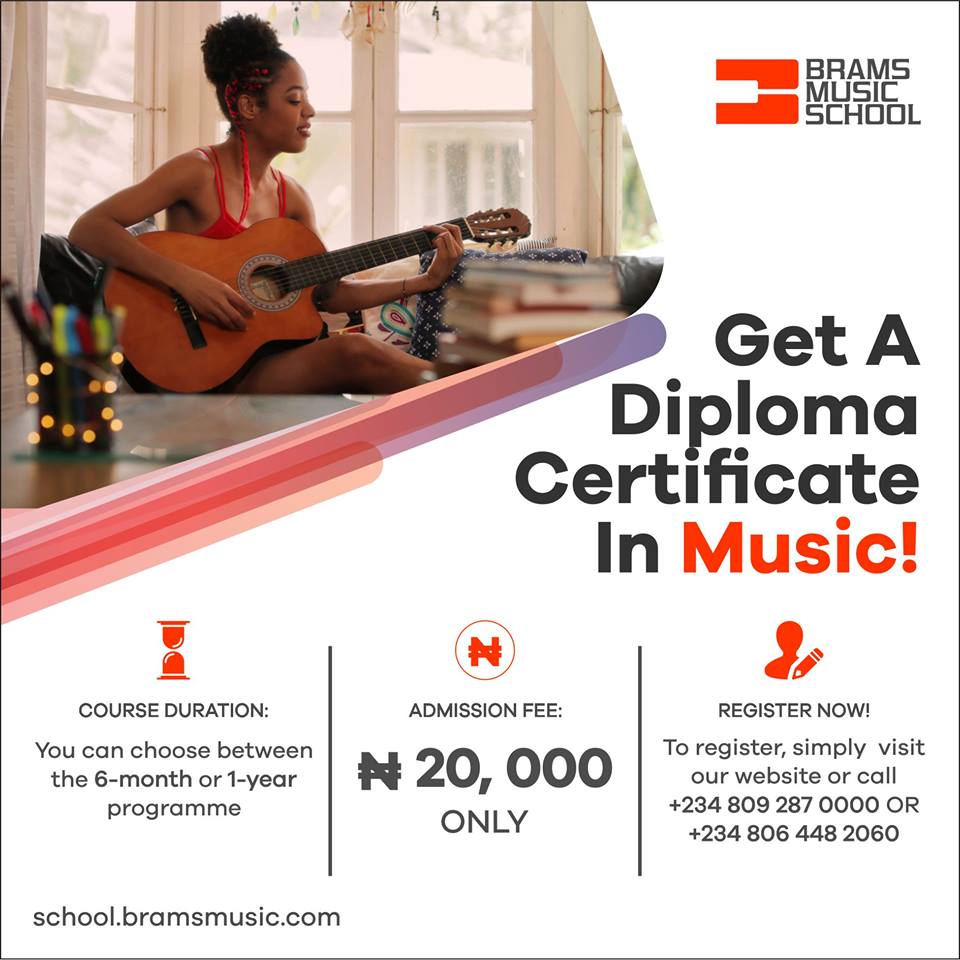 BRAMS
MUSIC
SCHOOL
Get A
Diploma
Certificate
In Music!
COURSE DURATION:
You can choose between
the 6-month or 1-year
programme
₦
ADMISSION FEE:
₦ 20, 000
ONLY
REGISTER NOW!
To register, simply visit
our website or call
+234 809 287 0000 OR
+234 806 448 2060
school.bramsmusic.com